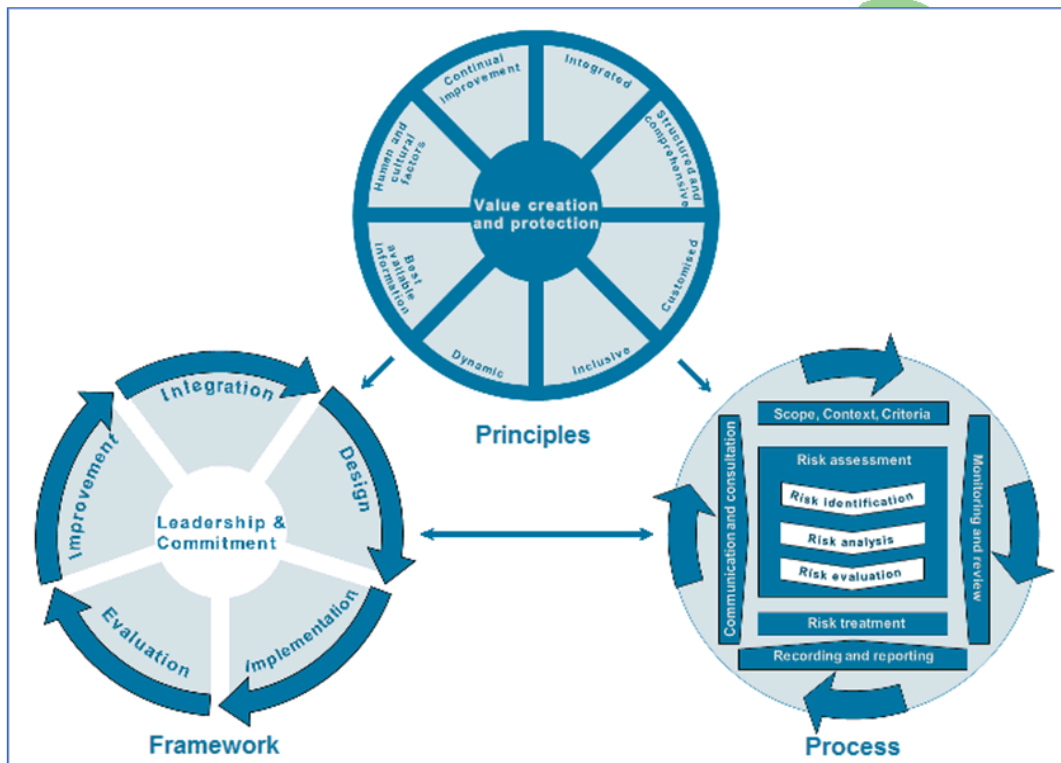 Continual
improvement
Integrated
Structured and
comprehensive
Customised
Inclusive
Dynamic
Best
available
information
Human and
cultural
factors
Value creation
and protection
Principles
Integration
Design
Implementation
Evaluation
Improvement
Leadership &
Commitment
Framework
Scope, Context, Criteria
Communication and consultation
Risk assessment
Risk identification
Risk analysis
Risk evaluation
Monitoring and review
Risk treatment
Recording and reporting
Process